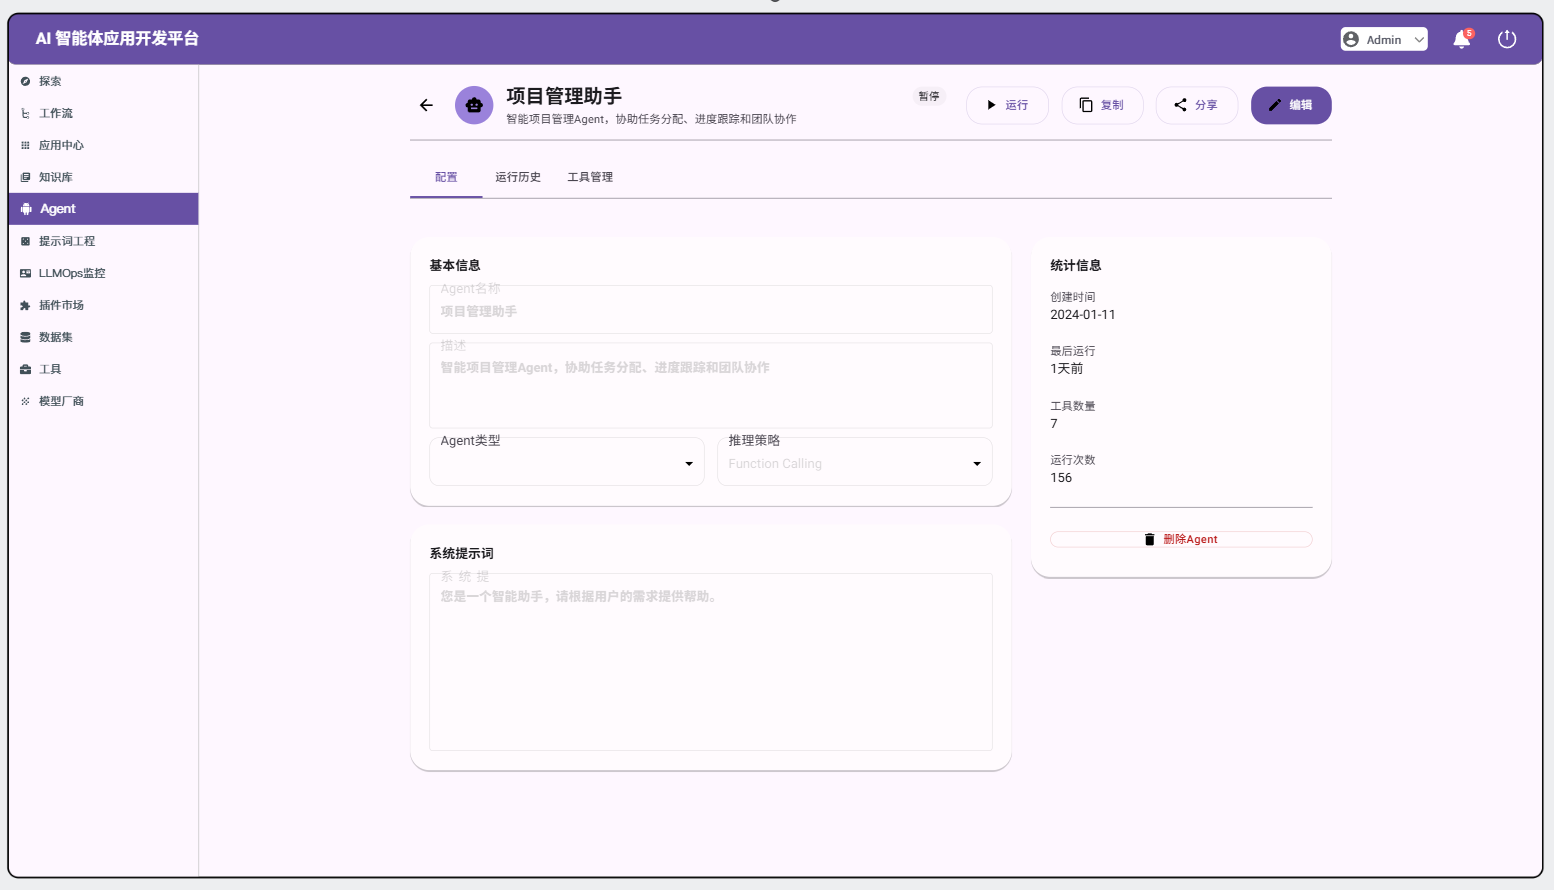 AI 智能体应用开发平台
Admin
5
探索
工作流
应用中心
知识库
Agent
提示词工程
LLMOps监控
插件市场
数据集
工具
模型厂商
项目管理助手
智能项目管理Agent，协助任务分配、进度跟踪和团队协作
暂停
运行
复制
分享
编辑
配置
运行历史
工具管理
基本信息
Agent名称
项目管理助手
描述
智能项目管理Agent，协助任务分配、进度跟踪和团队协作
Agent类型
推理策略
Function Calling
系统提示词
系 统 提
您是一个智能助手，请根据用户的需求提供帮助。
统计信息
创建时间
2024-01-11
最后运行
1天前
工具数量
7
运行次数
156
删除Agent